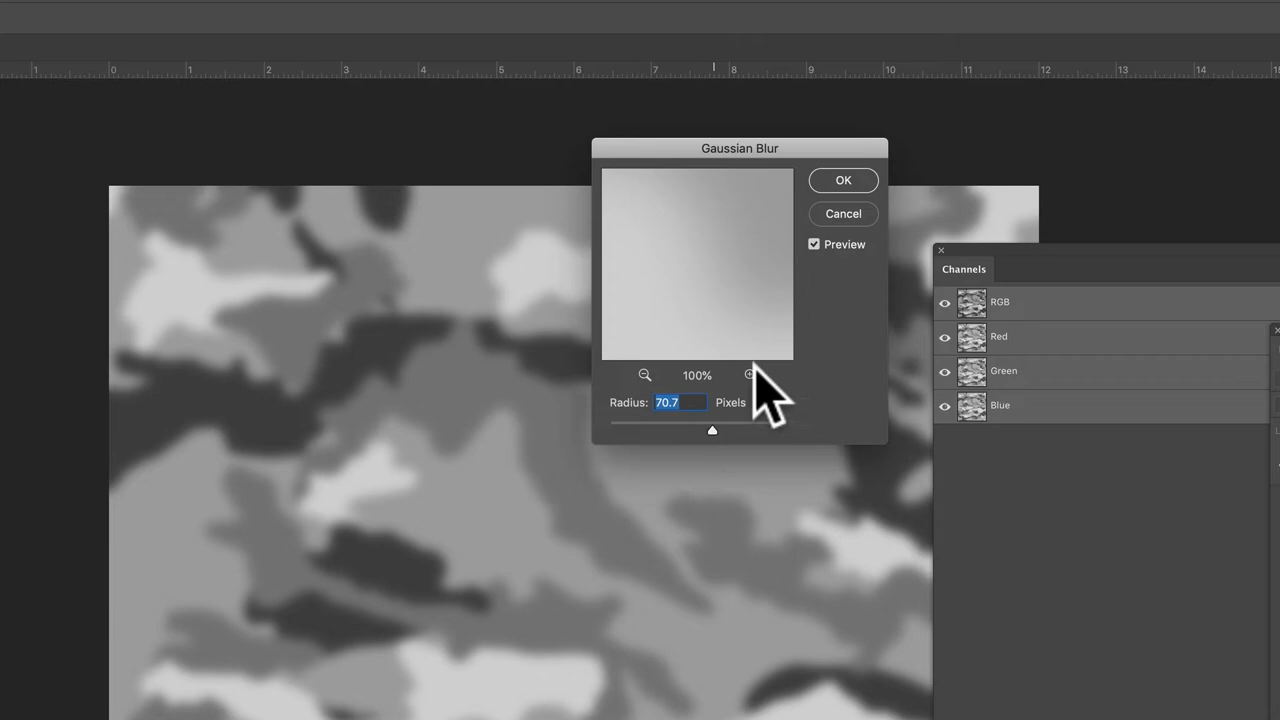 1 0 1 2 3 4 5 6 7 8 9 10 11 12 13 14
Gaussian Blur
OK
Cancel
Preview
100%
Radius: 70.7 Pixels
Channels
RGB
Red
Green
Blue